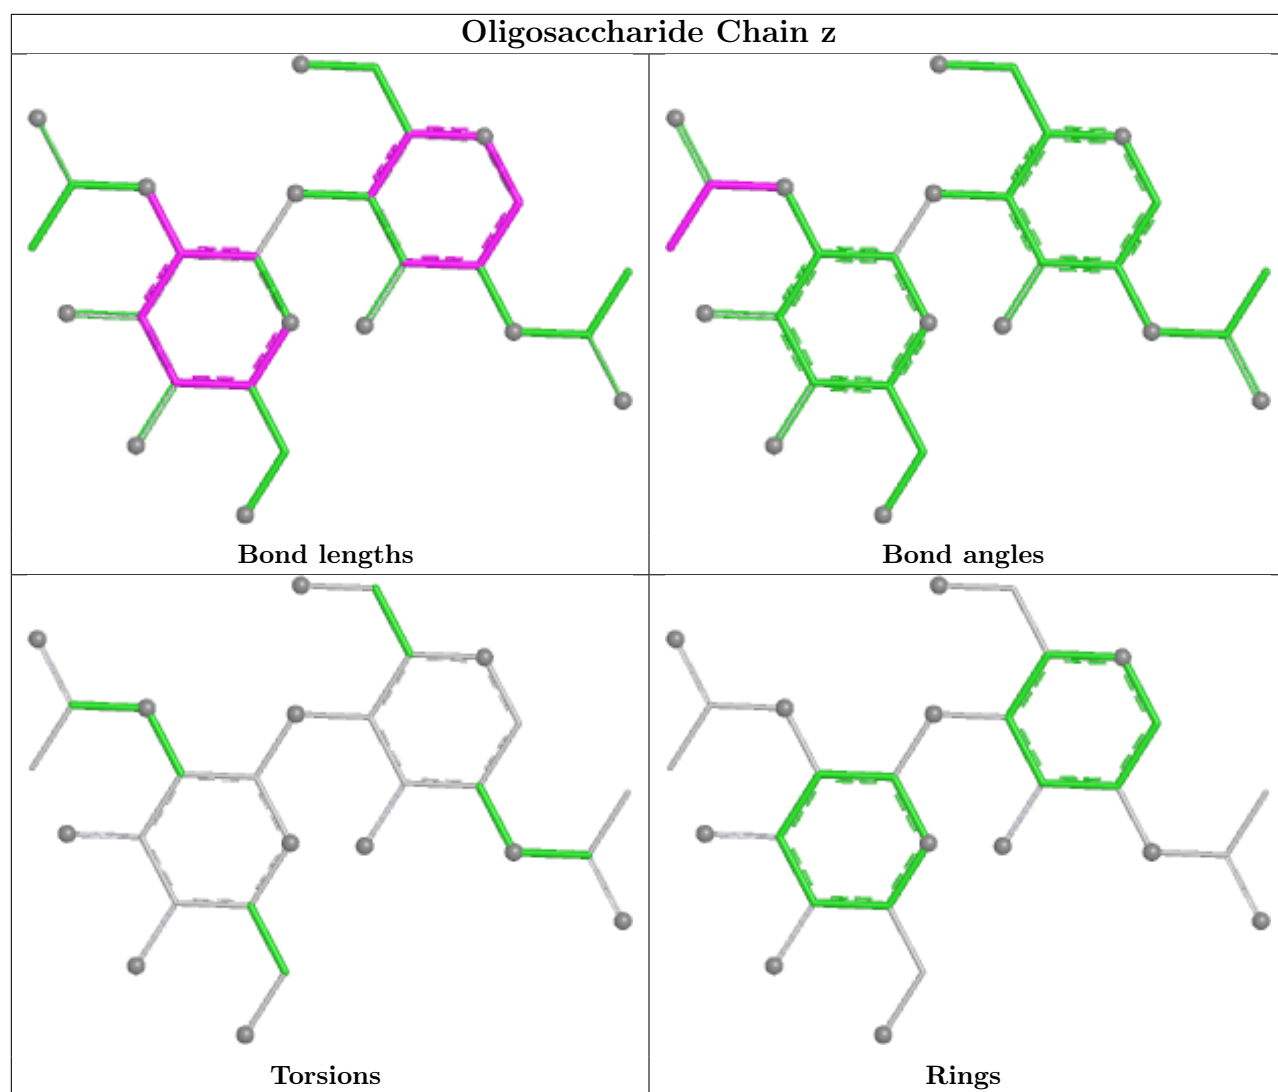 Oligosaccharide Chain z
Bond lengths
Bond angles
Torsions
Rings